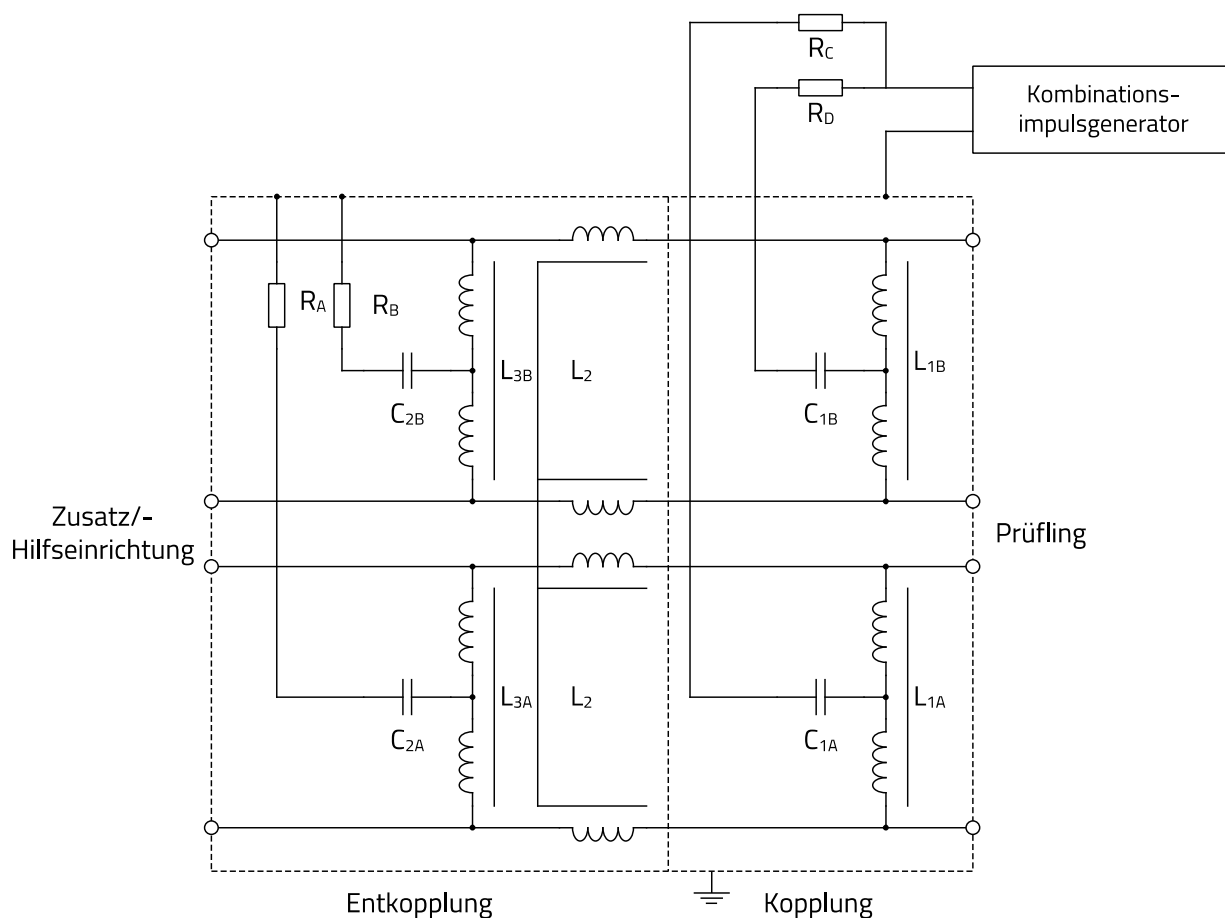 R_C
R_D
Kombinations-
impulsgenerator
R_A
R_B
L_3B
L_2
L_1B
C_2B
C_1B
Zusatz/-
Hilfseinrichtung
Prüfling
L_3A
L_2
L_1A
C_2A
C_1A
Entkopplung
Kopplung